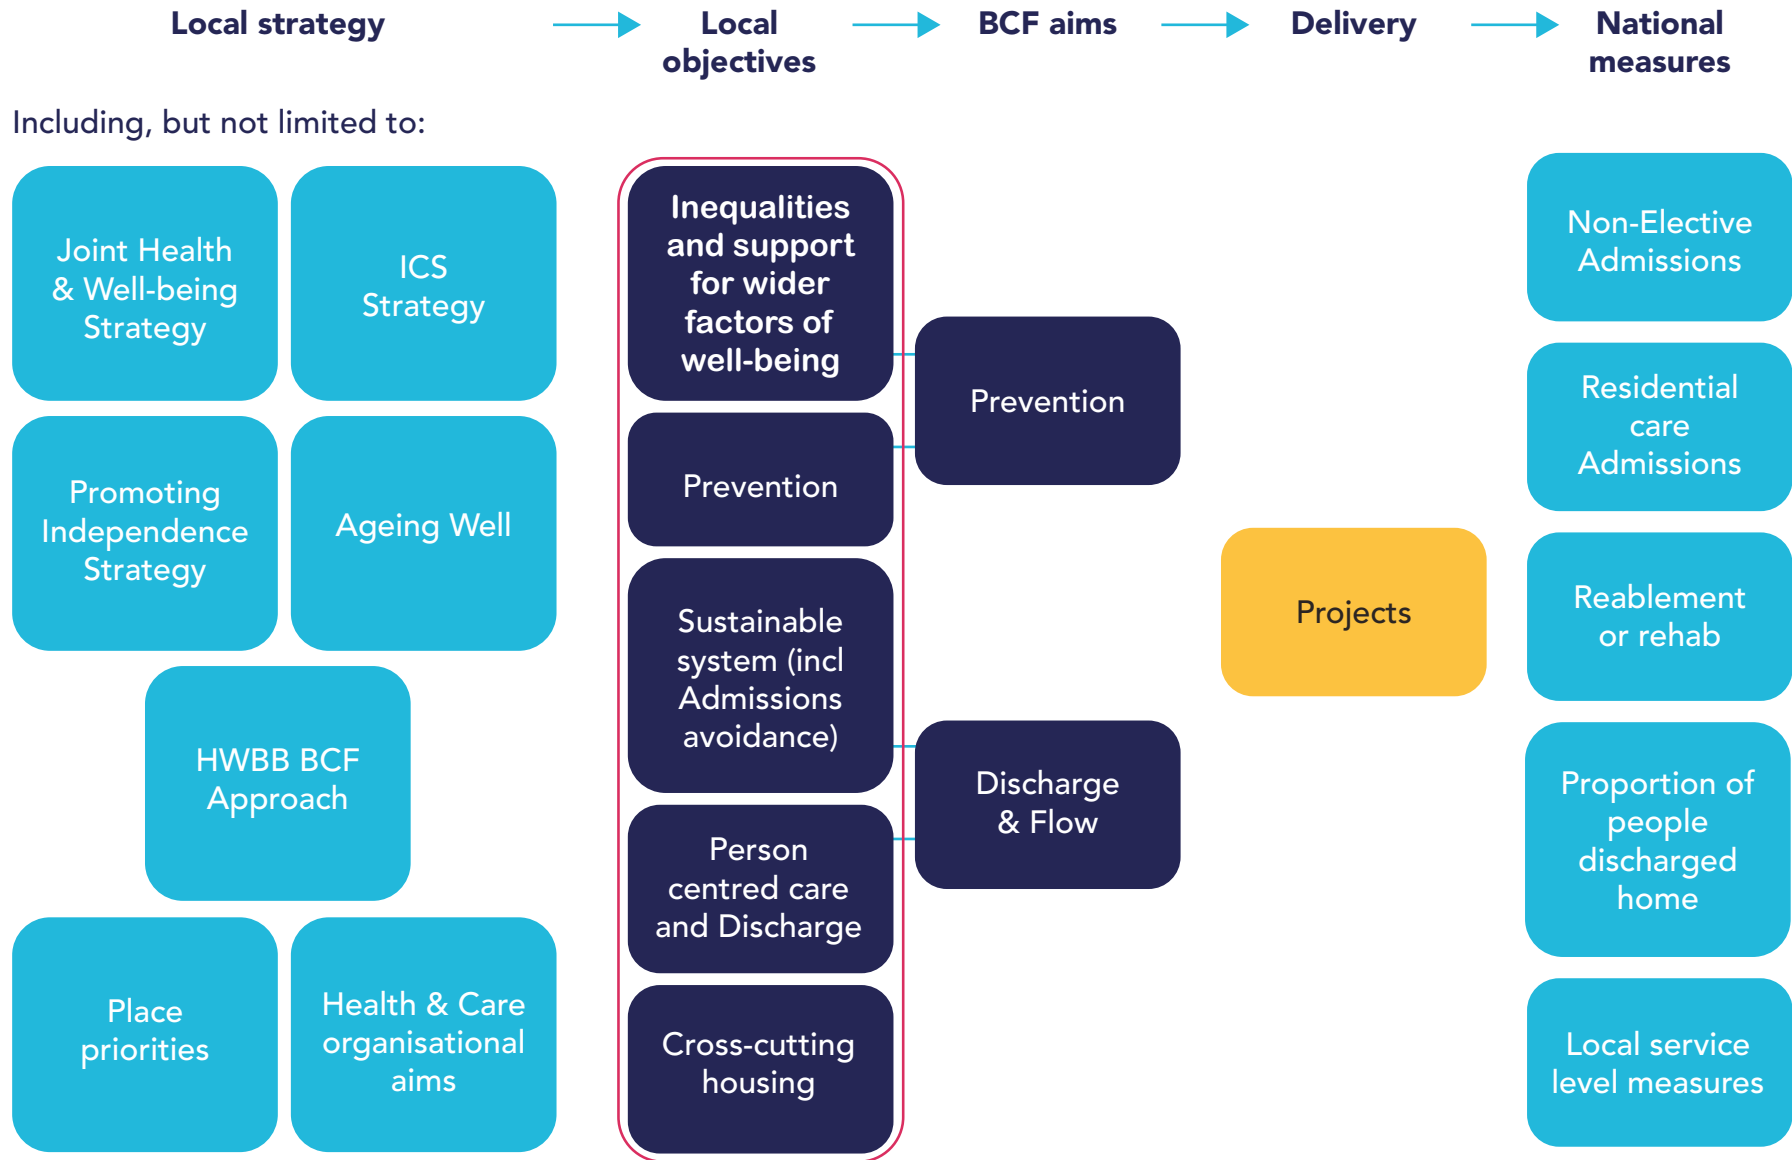 Local strategy
Local
objectives
BCF aims
Delivery
National
measures
Including, but not limited to:
Joint Health
& Well-being
Strategy
ICS
Strategy
Promoting
Independence
Strategy
Ageing Well
HWBB BCF
Approach
Place
priorities
Health & Care
organisational
aims
Inequalities
and support
for wider
factors of
well-being
Prevention
Sustainable
system (incl
Admissions
avoidance)
Person
centred care
and Discharge
Cross-cutting
housing
Prevention
Discharge
& Flow
Projects
Non-Elective
Admissions
Residential
care
Admissions
Reablement
or rehab
Proportion of
people
discharged
home
Local service
level measures